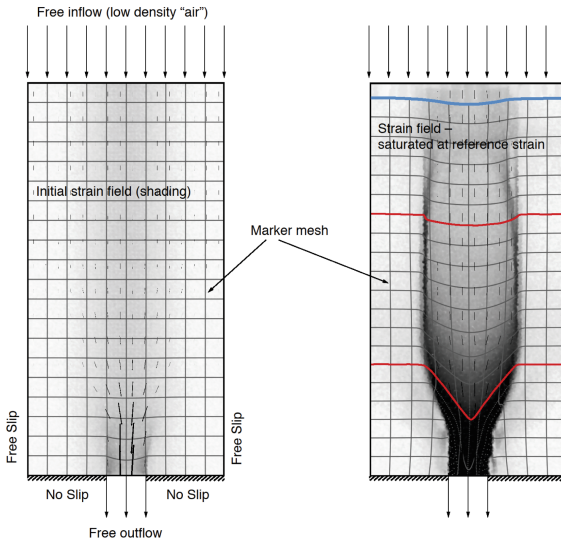 Free inflow (low density “air”)
Strain field –
saturated at reference strain
Initial strain field (shading)
Marker mesh
Free Slip
Free Slip
No Slip
No Slip
Free outflow